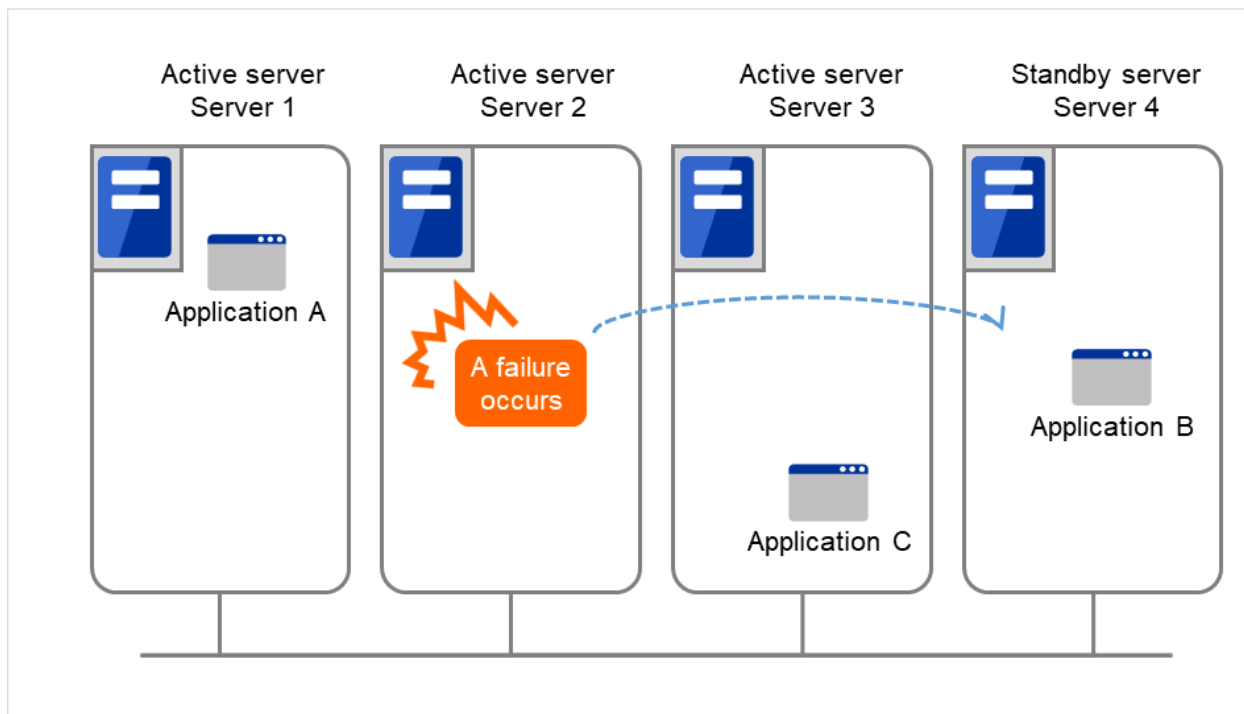 Active server
Server 1
Active server
Server 2
Active server
Server 3
Standby server
Server 4
Application A
A failure
occurs
Application B
Application C